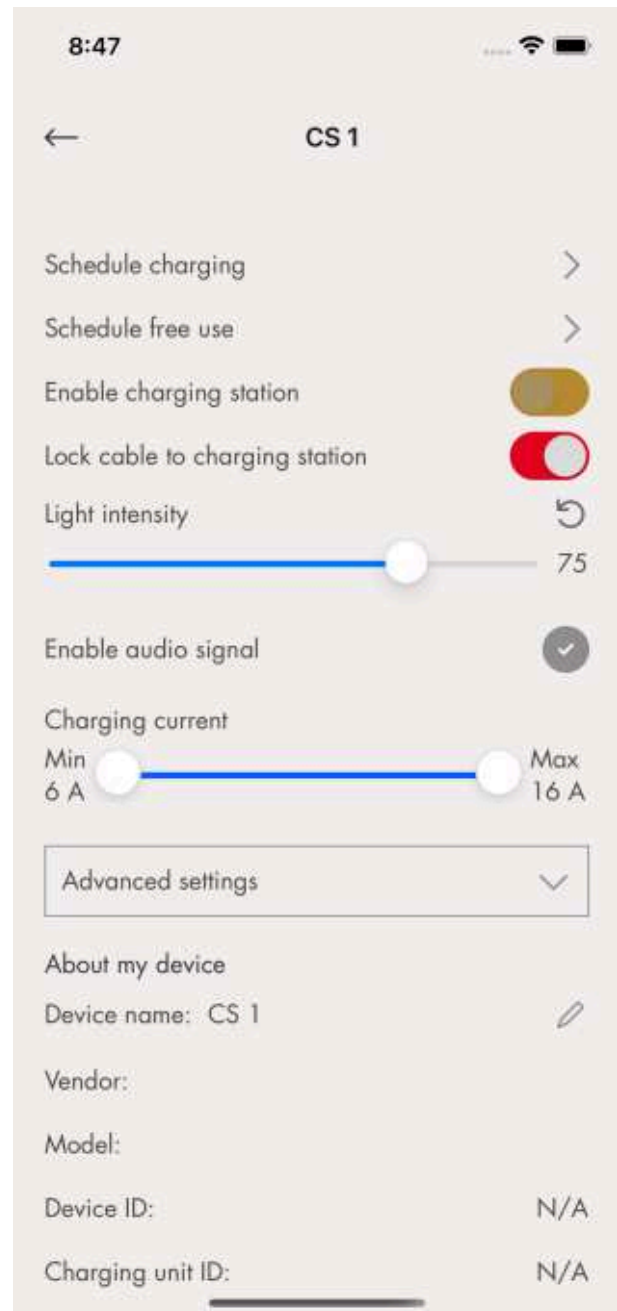 8:47
CS 1
Schedule charging
Schedule free use
Enable charging station
Lock cable to charging station
Light intensity
75
Enable audio signal
Charging current
Min Max
6 A 16 A
Advanced settings
About my device
Device name: CS 1
Vendor:
Model:
Device ID: N/A
Charging unit ID: N/A